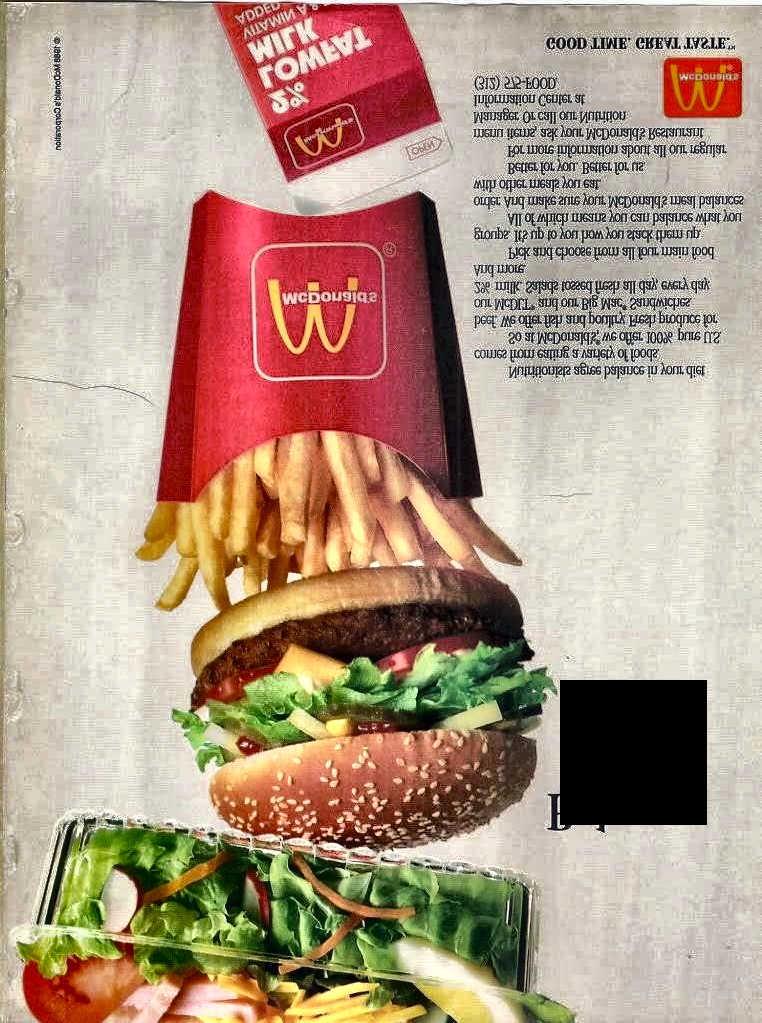 Nutritionists agree balance in your diet
comes from eating a variety of foods.
So at McDonald's® we offer 100% pure U.S.
beef. We offer fish and poultry. Fresh produce for
our McDLT® and our Big Mac® Sandwiches.
2% milk. Salads tossed fresh all day, every day.
And more.
Pick and choose from all four main food
groups. It's up to you how you stack them up.
All of which means you can balance what you
order. And make sure your McDonald's meal balances
with other meals you eat.
Better for you. Better for us.
For more information about all our regular
menu items, ask your McDonald's Restaurant
Manager. Or call our Nutrition
Information Center at
(312) 575-FOOD.
McDonald's
GOOD TIME. GREAT TASTE.™
McDonald's
®
OPEN
McDonald's
2%
LOWFAT
MILK
VITAMIN A &
ADDED
© 1988 McDonald's Corporation